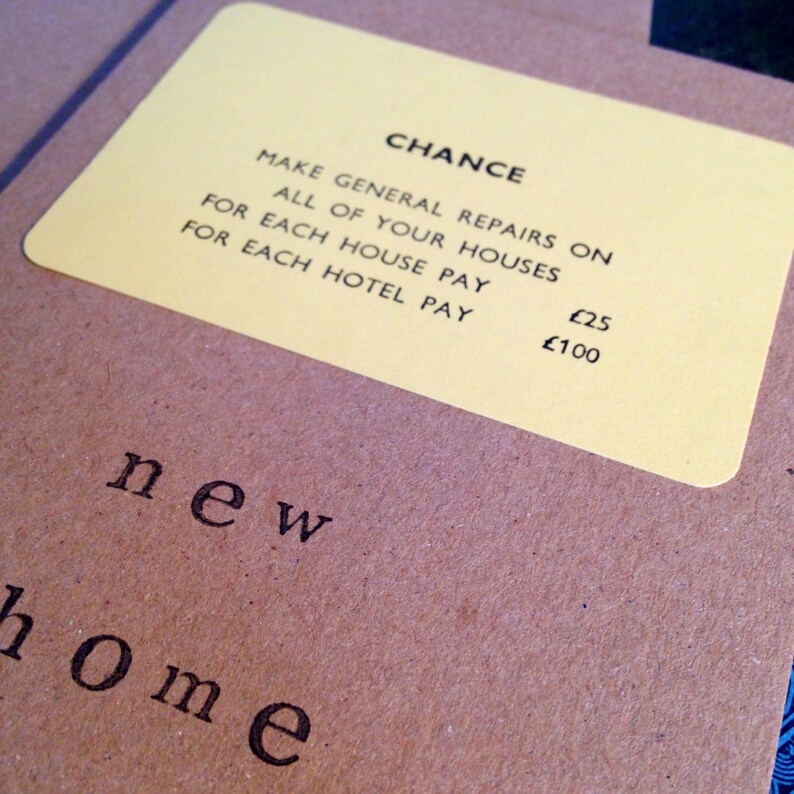 CHANCE
MAKE GENERAL REPAIRS ON
ALL OF YOUR HOUSES
FOR EACH HOUSE PAY £25
FOR EACH HOTEL PAY £100
new
home